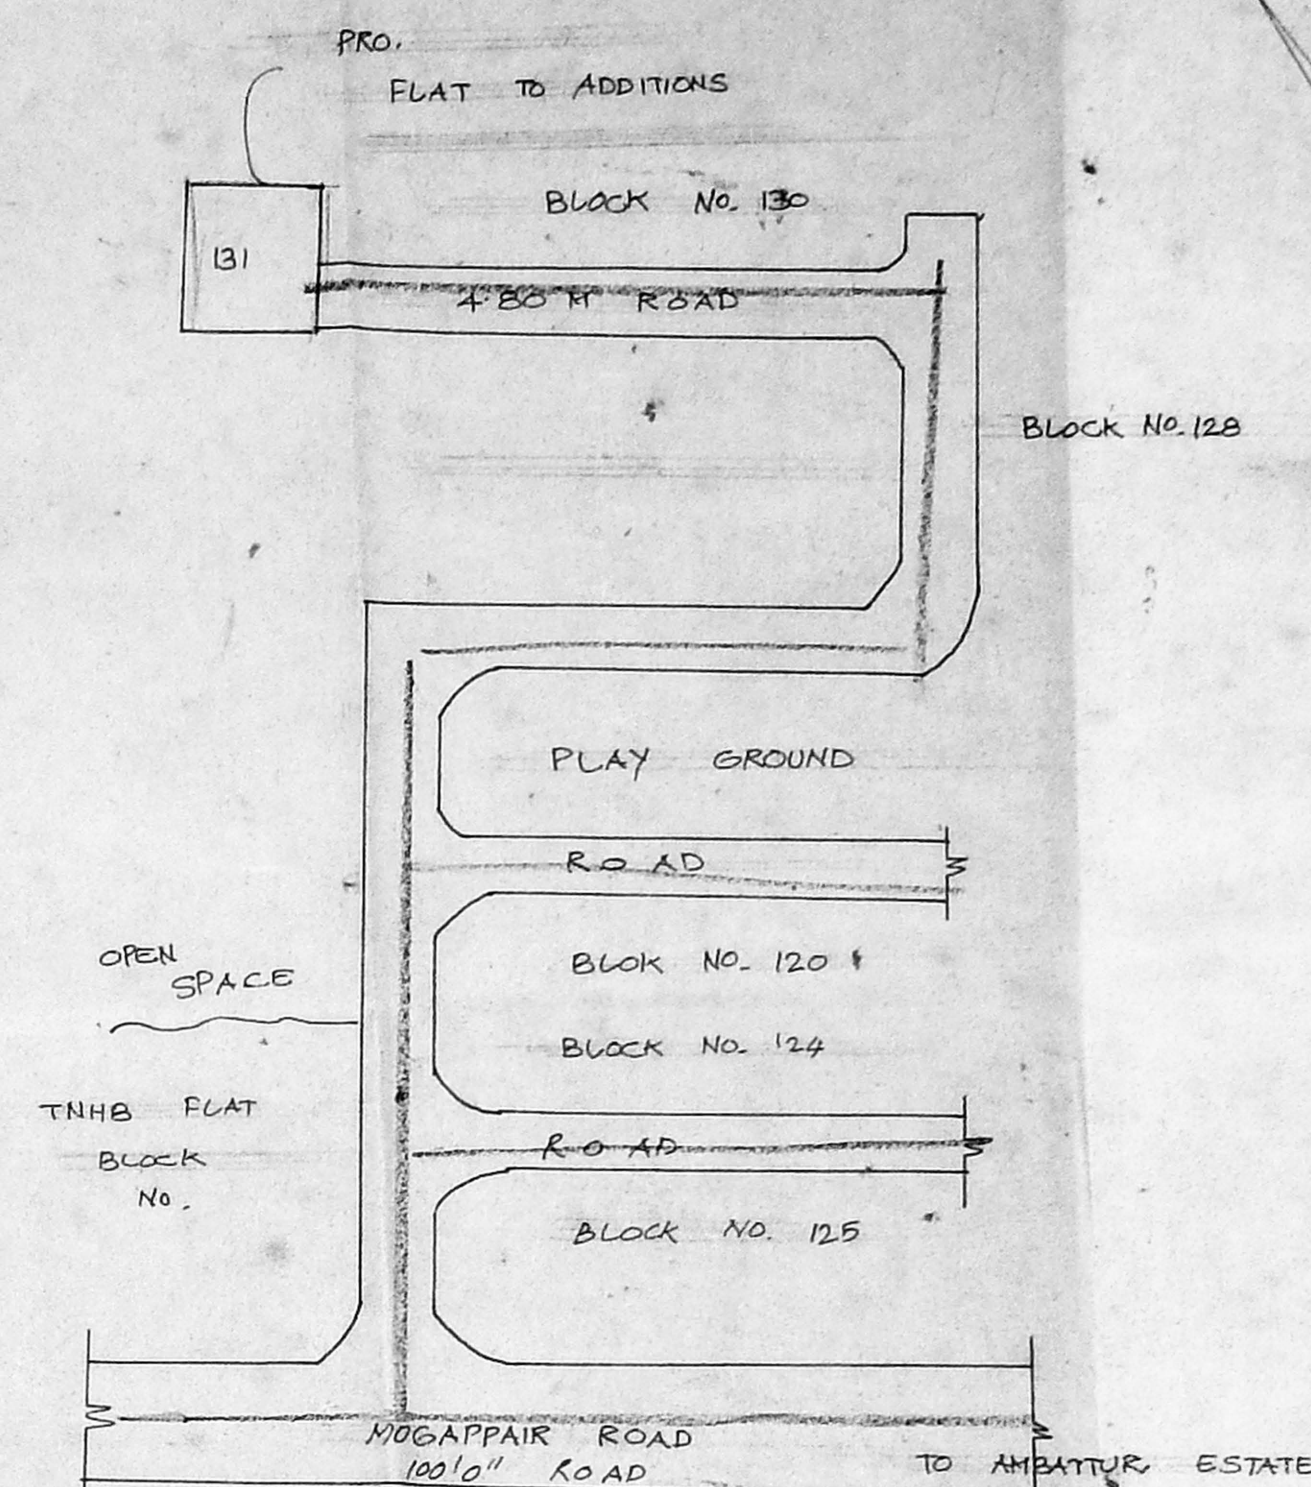 PRO.
FLAT TO ADDITIONS
BLOCK No. 130
131
4.80 M ROAD
BLOCK No. 128
PLAY GROUND
ROAD
OPEN
SPACE
BLOK NO. 120
BLOCK NO. 124
TNHB FLAT
BLOCK
No.
ROAD
BLOCK NO. 125
MOGAPPAIR ROAD
100'0" ROAD
TO AMBATTUR ESTATE